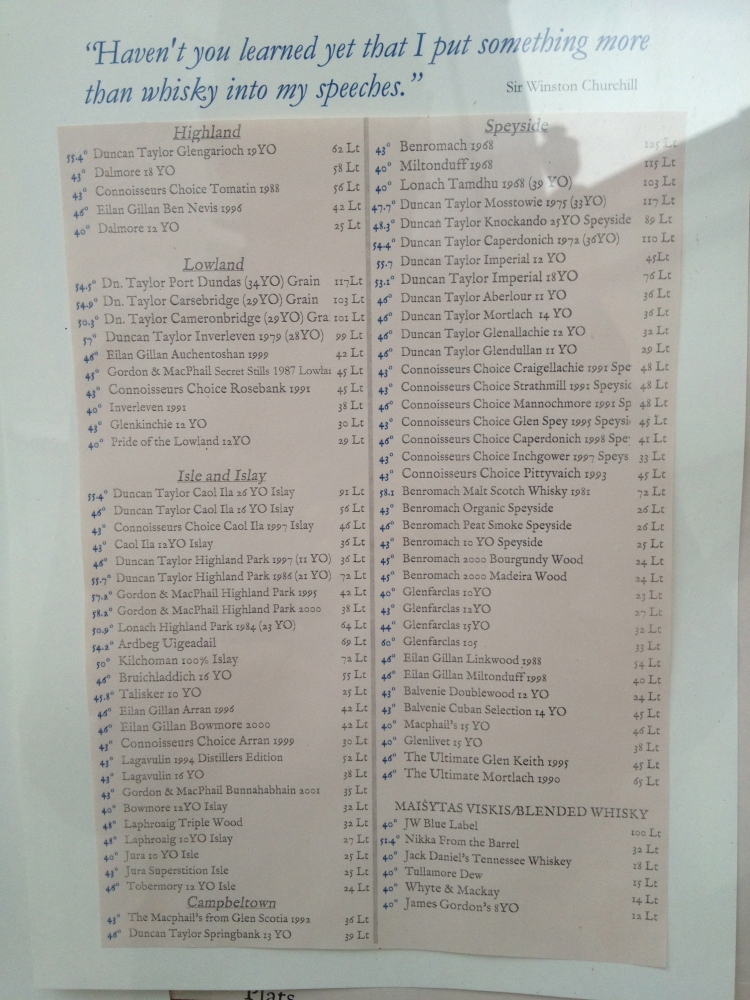 “Haven't you learned yet that I put something more
than whisky into my speeches.”
Sir Winston Churchill
Highland
55.4° Duncan Taylor Glengarioch 19YO 62 Lt
43° Dalmore 18 YO 58 Lt
43° Connoisseurs Choice Tomatin 1988 56 Lt
46° Eilan Gillan Ben Nevis 1996 42 Lt
40° Dalmore 12 YO 25 Lt
Lowland
54.5° Dn. Taylor Port Dundas (34YO) Grain 117Lt
54.9° Dn. Taylor Carsebridge (29YO) Grain 103 Lt
50.3° Dn. Taylor Cameronbridge (29YO) Gra 101 Lt
57° Duncan Taylor Inverleven 1979 (28YO) 99 Lt
46° Eilan Gillan Auchentoshan 1999 42 Lt
45° Gordon & MacPhail Secret Stills 1987 Lowlan 45 Lt
43° Connoisseurs Choice Rosebank 1991 45 Lt
40° Inverleven 1991 38 Lt
43° Glenkinchie 12 YO 30 Lt
40° Pride of the Lowland 12YO 29 Lt
Isle and Islay
55.4° Duncan Taylor Caol Ila 26 YO Islay 91 Lt
46° Duncan Taylor Caol Ila 16 YO Islay 56 Lt
43° Connoisseurs Choice Caol Ila 1997 Islay 46 Lt
43° Caol Ila 12YO Islay 36 Lt
46° Duncan Taylor Highland Park 1997 (11 YO) 36 Lt
55.7° Duncan Taylor Highland Park 1986 (21 YO) 72 Lt
57.2° Gordon & MacPhail Highland Park 1995 42 Lt
58.2° Gordon & MacPhail Highland Park 2000 38 Lt
50.9° Lonach Highland Park 1984 (23 YO) 64 Lt
54.2° Ardbeg Uigeadail 69 Lt
50° Kilchoman 100% Islay 72 Lt
46° Bruichladdich 16 YO 55 Lt
45.8° Talisker 10 YO 25 Lt
46° Eilan Gillan Arran 1996 42 Lt
46° Eilan Gillan Bowmore 2000 42 Lt
43° Connoisseurs Choice Arran 1999 30 Lt
43° Lagavulin 1994 Distillers Edition 52 Lt
43° Lagavulin 16 YO 38 Lt
43° Gordon & MacPhail Bunnahabhain 2001 35 Lt
40° Bowmore 12YO Islay 32 Lt
48° Laphroaig Triple Wood 32 Lt
48° Laphroaig 10YO Islay 27 Lt
40° Jura 10 YO Isle 25 Lt
43° Jura Superstition Isle 25 Lt
46° Tobermory 12 YO Isle 24 Lt
Campbeltown
43° The Macphail's from Glen Scotia 1992 36 Lt
46° Duncan Taylor Springbank 13 YO 39 Lt
Speyside
43° Benromach 1968 125 Lt
40° Miltonduff 1968 115 Lt
40° Lonach Tamdhu 1968 (39 YO) 103 Lt
47.7° Duncan Taylor Mosstowie 1975 (33YO) 117 Lt
48.3° Duncan Taylor Knockando 25YO Speyside 89 Lt
54.4° Duncan Taylor Caperdonich 1972 (36YO) 110 Lt
55.7 Duncan Taylor Imperial 12 YO 45Lt
53.1° Duncan Taylor Imperial 18YO 76 Lt
46° Duncan Taylor Aberlour 11 YO 36 Lt
46° Duncan Taylor Mortlach 14 YO 36 Lt
46° Duncan Taylor Glenallachie 12 YO 32 Lt
46° Duncan Taylor Glendullan 11 YO 29 Lt
43° Connoisseurs Choice Craigellachie 1991 Spe 48 Lt
43° Connoisseurs Choice Strathmill 1991 Speysic 48 Lt
46° Connoisseurs Choice Mannochmore 1991 Sp 48 Lt
43° Connoisseurs Choice Glen Spey 1995 Speysi 45 Lt
46° Connoisseurs Choice Caperdonich 1998 Spe 41 Lt
43° Connoisseurs Choice Inchgower 1997 Speys 33 Lt
43° Connoisseurs Choice Pittyvaich 1993 45 Lt
58.1 Benromach Malt Scotch Whisky 1981 72 Lt
43° Benromach Organic Speyside 26 Lt
46° Benromach Peat Smoke Speyside 26 Lt
43° Benromach 10 YO Speyside 25 Lt
45° Benromach 2000 Bourgundy Wood 24 Lt
45° Benromach 2000 Madeira Wood 24 Lt
40° Glenfarclas 10YO 23 Lt
43° Glenfarclas 12YO 27 Lt
44° Glenfarclas 15YO 32 Lt
60° Glenfarclas 105 33 Lt
46° Eilan Gillan Linkwood 1988 54 Lt
46° Eilan Gillan Miltonduff 1998 40 Lt
43° Balvenie Doublewood 12 YO 24 Lt
43° Balvenie Cuban Selection 14 YO 45 Lt
40° Macphail's 15 YO 46 Lt
40° Glenlivet 15 YO 38 Lt
46° The Ultimate Glen Keith 1995 45 Lt
46° The Ultimate Mortlach 1990 65 Lt
MAIŠYTAS VISKIS/BLENDED WHISKY
40° JW Blue Label 100 Lt
51.4° Nikka From the Barrel 32 Lt
40° Jack Daniel's Tennessee Whiskey 18 Lt
40° Tullamore Dew 15 Lt
40° Whyte & Mackay 14 Lt
40° James Gordon's 8YO 12 Lt
Plats